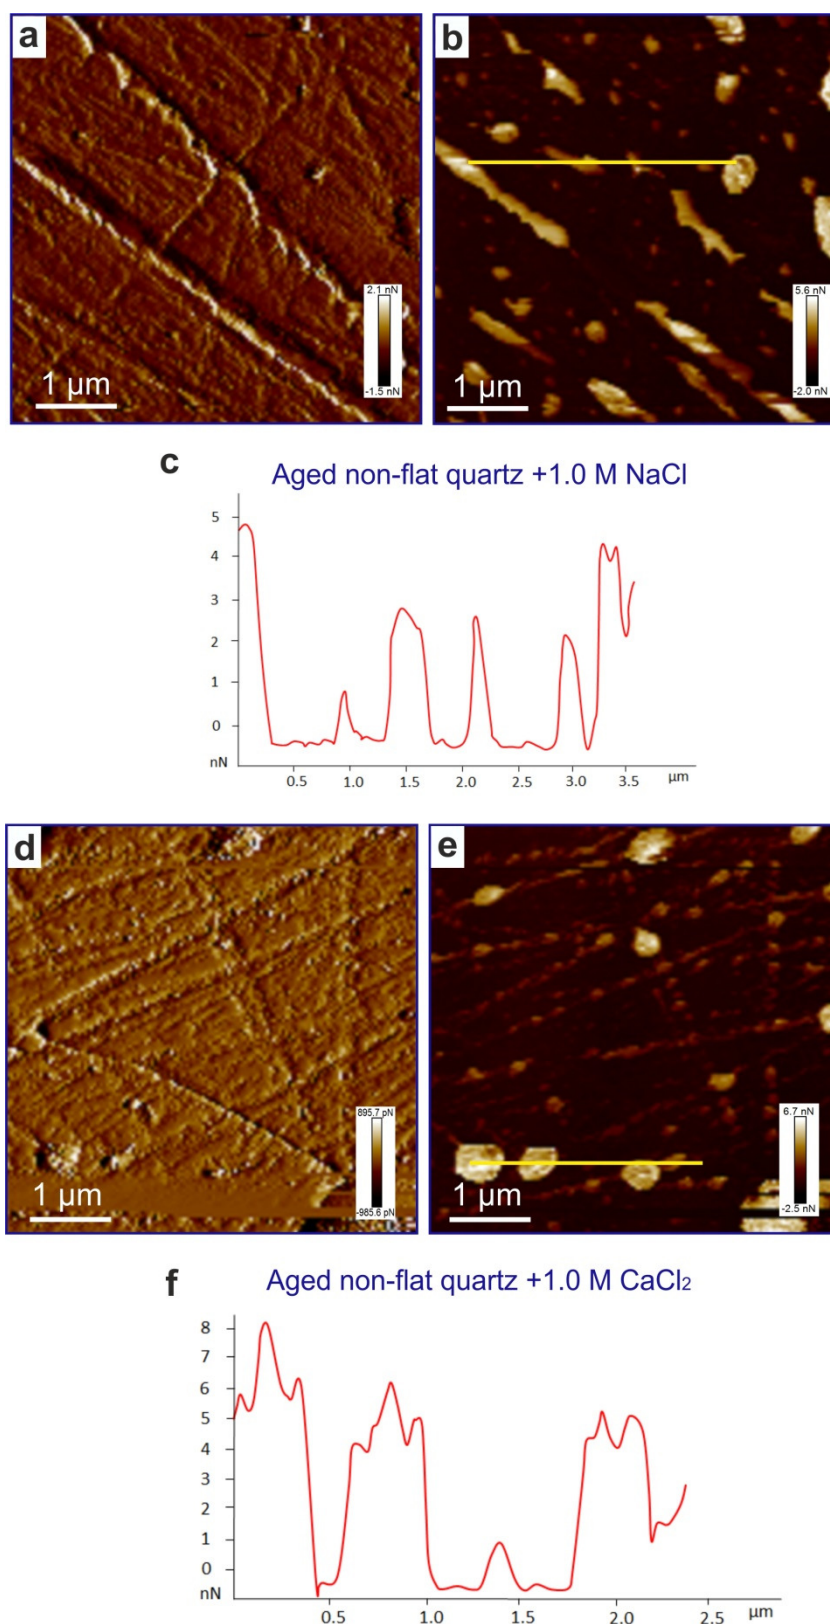 a
2.1 nN
-1.5 nN
1 µm
b
5.6 nN
-2.0 nN
1 µm
c
Aged non-flat quartz +1.0 M NaCl
5
4
3
2
1
0
nN
0.5 1.0 1.5 2.0 2.5 3.0 3.5 µm
d
895.7 pN
-985.6 pN
1 µm
e
6.7 nN
-2.5 nN
1 µm
f
Aged non-flat quartz +1.0 M CaCl₂
8
7
6
5
4
3
2
1
0
nN
0.5 1.0 1.5 2.0 2.5 µm